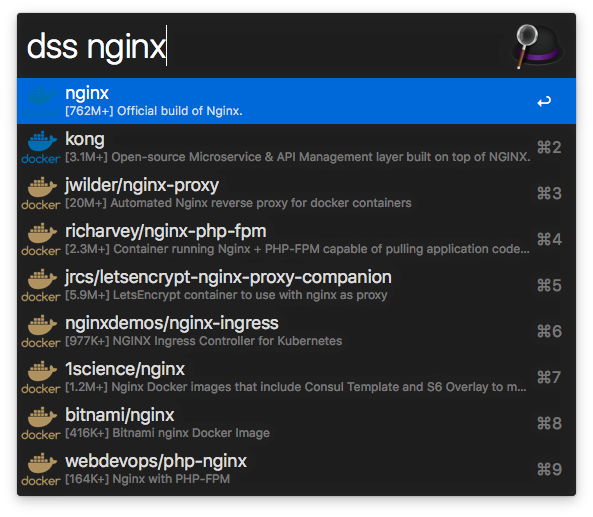 dss nginx
nginx
[762M+] Official build of Nginx.
↩
kong
docker
[3.1M+] Open-source Microservice & API Management layer built on top of NGINX.
⌘2
jwilder/nginx-proxy
docker
[20M+] Automated Nginx reverse proxy for docker containers
⌘3
richarvey/nginx-php-fpm
docker
[2.3M+] Container running Nginx + PHP-FPM capable of pulling application code...
⌘4
jrcs/letsencrypt-nginx-proxy-companion
docker
[5.9M+] LetsEncrypt container to use with nginx as proxy
⌘5
nginxdemos/nginx-ingress
docker
[977K+] NGINX Ingress Controller for Kubernetes
⌘6
1science/nginx
docker
[1.2M+] Nginx Docker images that include Consul Template and S6 Overlay to m...
⌘7
bitnami/nginx
docker
[416K+] Bitnami nginx Docker Image
⌘8
webdevops/php-nginx
docker
[164K+] Nginx with PHP-FPM
⌘9